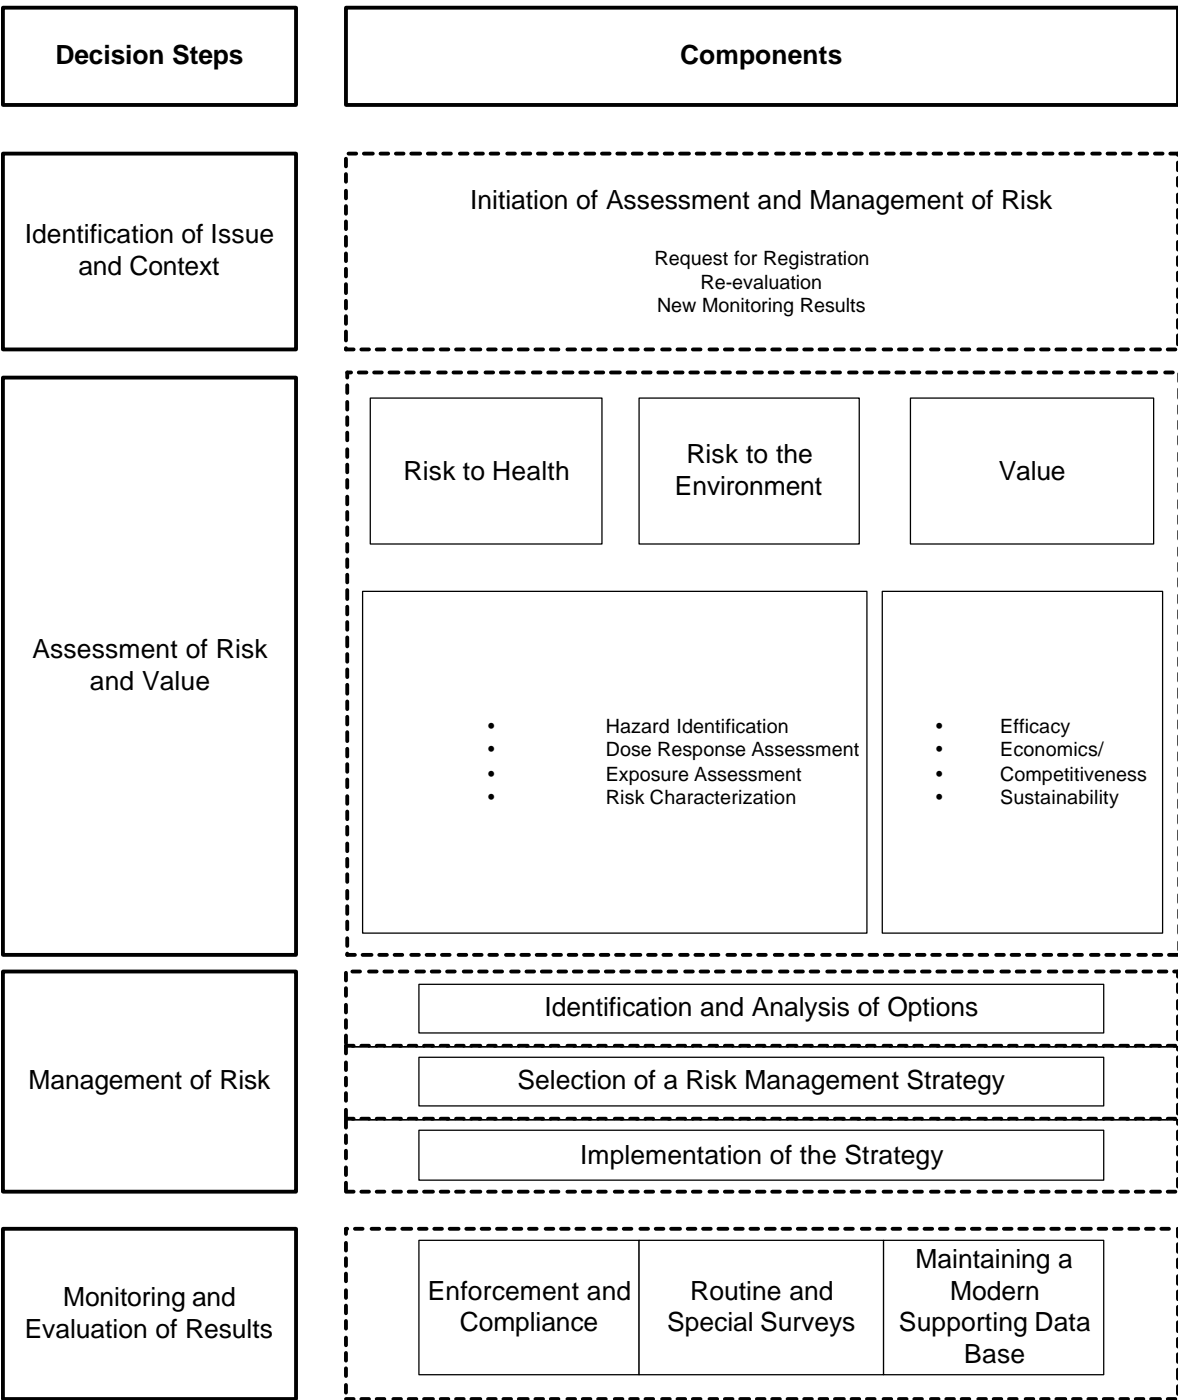 Decision Steps
Components
Identification of Issue
and Context
Initiation of Assessment and Management of Risk
Request for Registration
Re-evaluation
New Monitoring Results
Assessment of Risk
and Value
Risk to Health
Risk to the
Environment
Value
• Hazard Identification
• Dose Response Assessment
• Exposure Assessment
• Risk Characterization
• Efficacy
• Economics/
• Competitiveness
• Sustainability
Management of Risk
Identification and Analysis of Options
Selection of a Risk Management Strategy
Implementation of the Strategy
Monitoring and
Evaluation of Results
Enforcement and
Compliance
Routine and
Special Surveys
Maintaining a
Modern
Supporting Data
Base